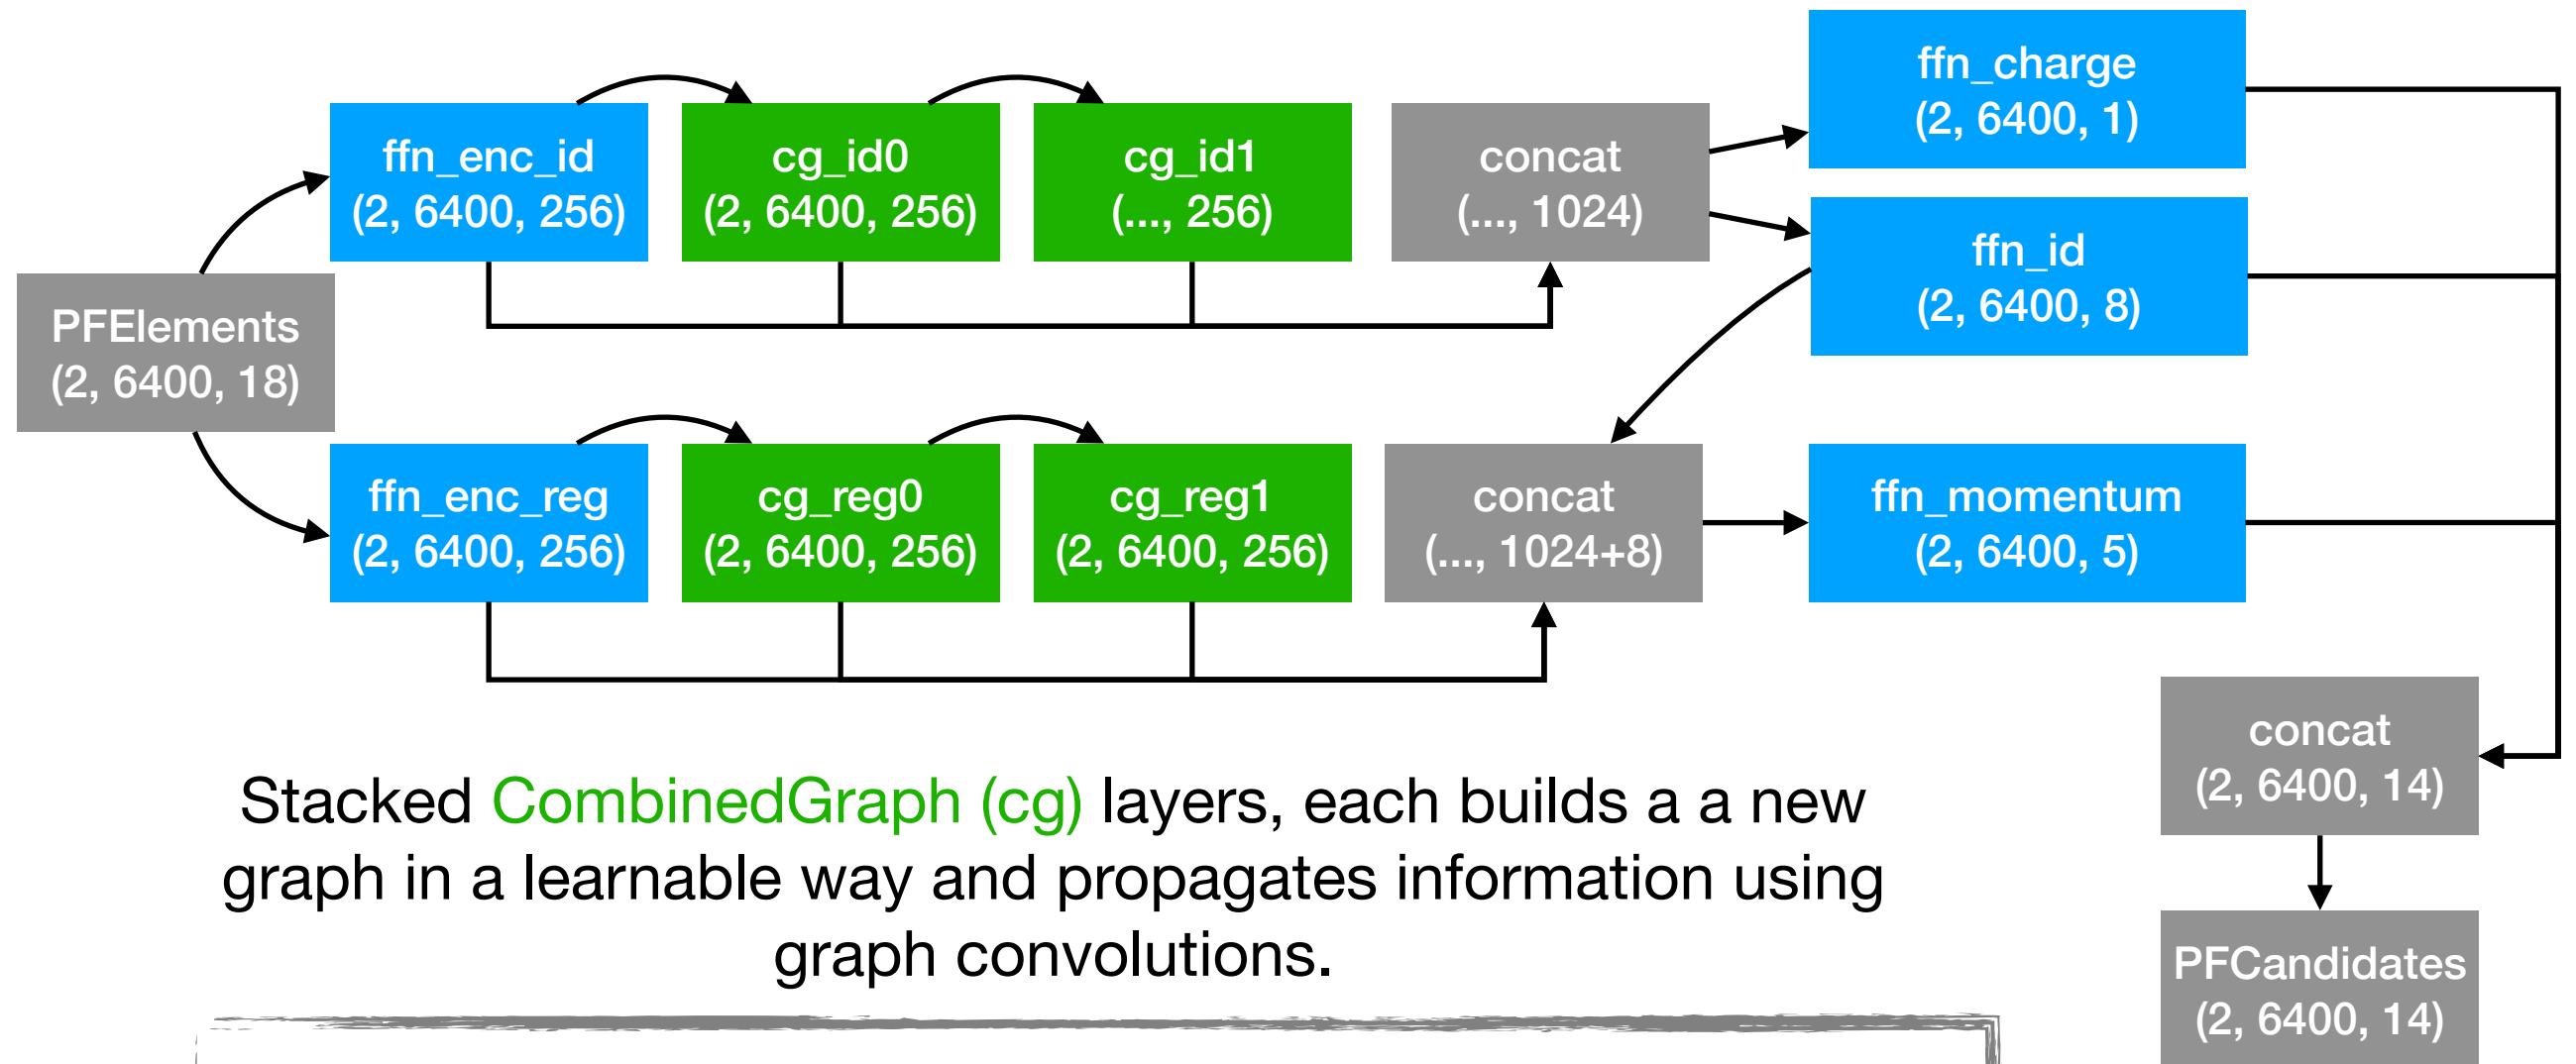 ffn_charge
(2, 6400, 1)
ffn_enc_id
(2, 6400, 256)
cg_id0
(2, 6400, 256)
cg_id1
(..., 256)
concat
(..., 1024)
ffn_id
(2, 6400, 8)
PFElements
(2, 6400, 18)
ffn_enc_reg
(2, 6400, 256)
cg_reg0
(2, 6400, 256)
cg_reg1
(2, 6400, 256)
concat
(..., 1024+8)
ffn_momentum
(2, 6400, 5)
concat
(2, 6400, 14)
Stacked CombinedGraph (cg) layers, each builds a a new
graph in a learnable way and propagates information using
graph convolutions.
PFCandidates
(2, 6400, 14)